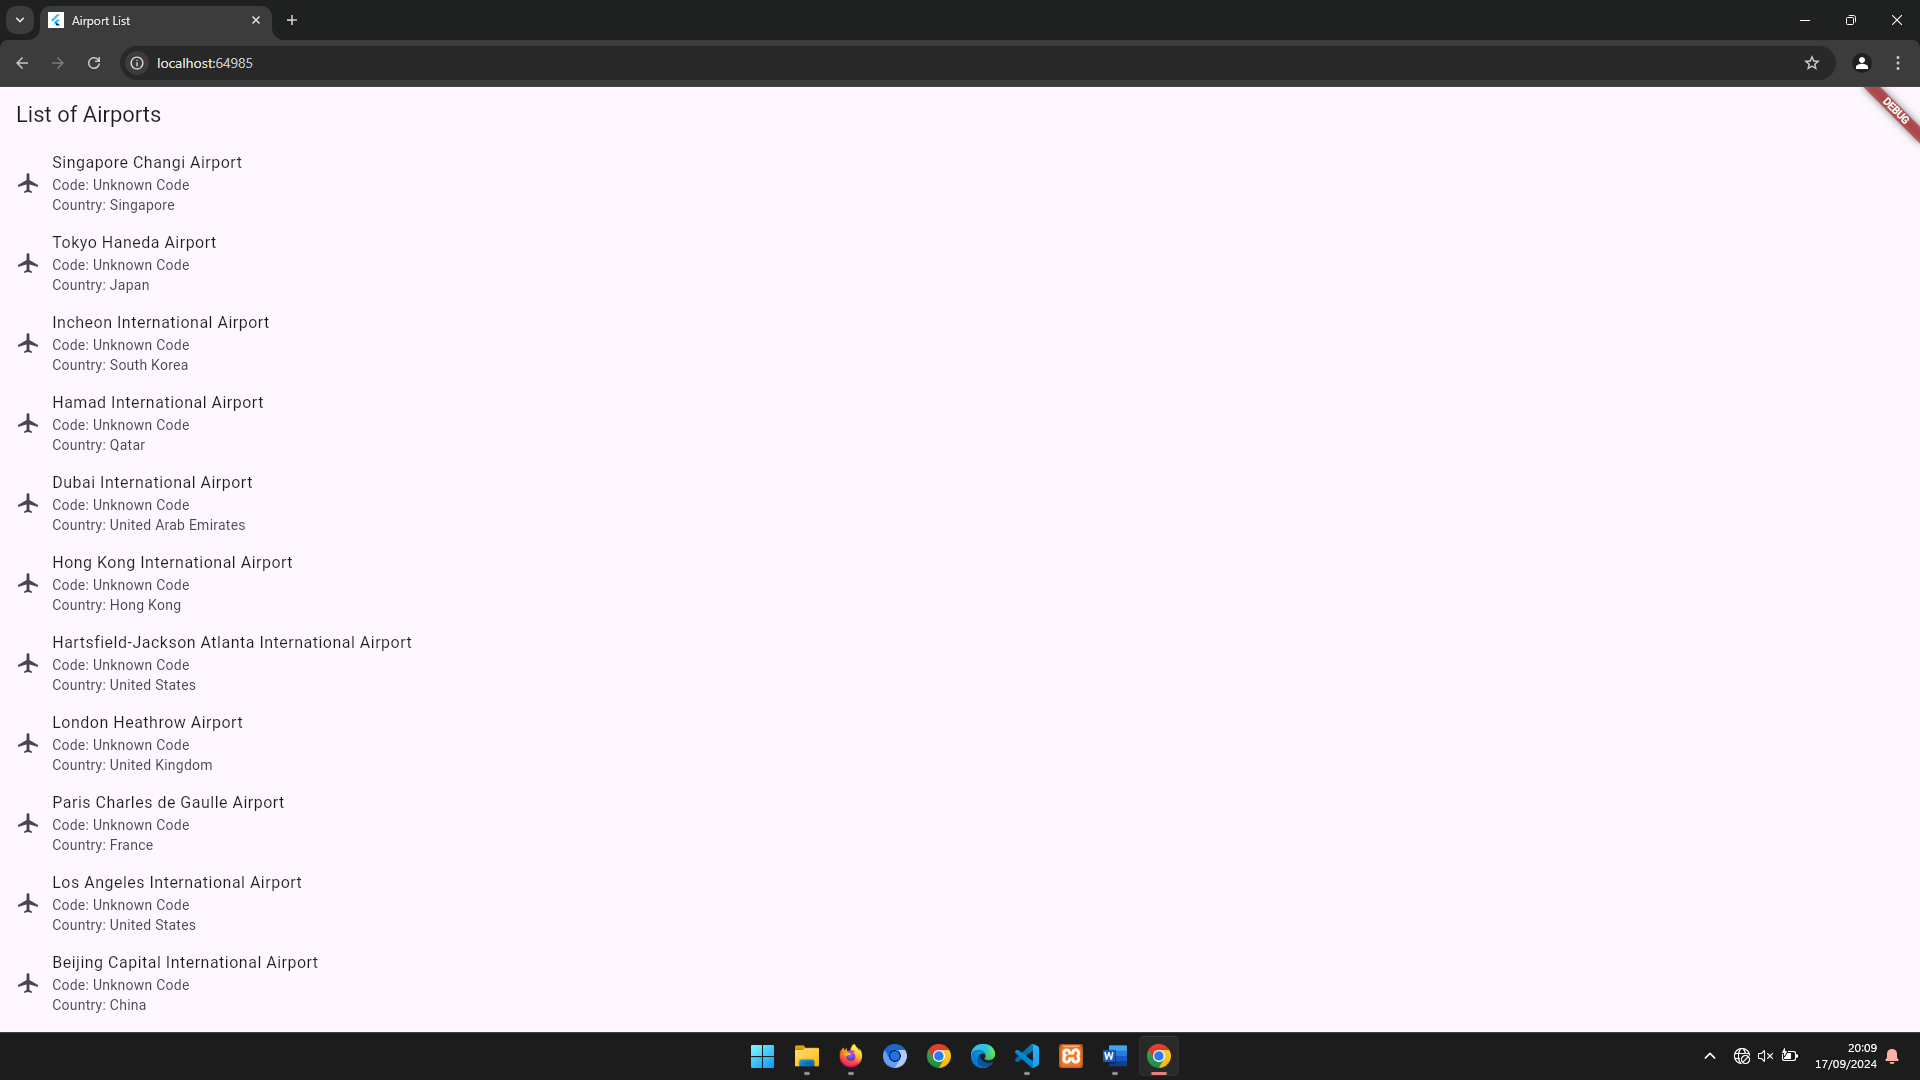 Airport List
localhost:64985
List of Airports
DEBUG
Singapore Changi Airport
Code: Unknown Code
Country: Singapore
Tokyo Haneda Airport
Code: Unknown Code
Country: Japan
Incheon International Airport
Code: Unknown Code
Country: South Korea
Hamad International Airport
Code: Unknown Code
Country: Qatar
Dubai International Airport
Code: Unknown Code
Country: United Arab Emirates
Hong Kong International Airport
Code: Unknown Code
Country: Hong Kong
Hartsfield-Jackson Atlanta International Airport
Code: Unknown Code
Country: United States
London Heathrow Airport
Code: Unknown Code
Country: United Kingdom
Paris Charles de Gaulle Airport
Code: Unknown Code
Country: France
Los Angeles International Airport
Code: Unknown Code
Country: United States
Beijing Capital International Airport
Code: Unknown Code
Country: China
20:09
17/09/2024